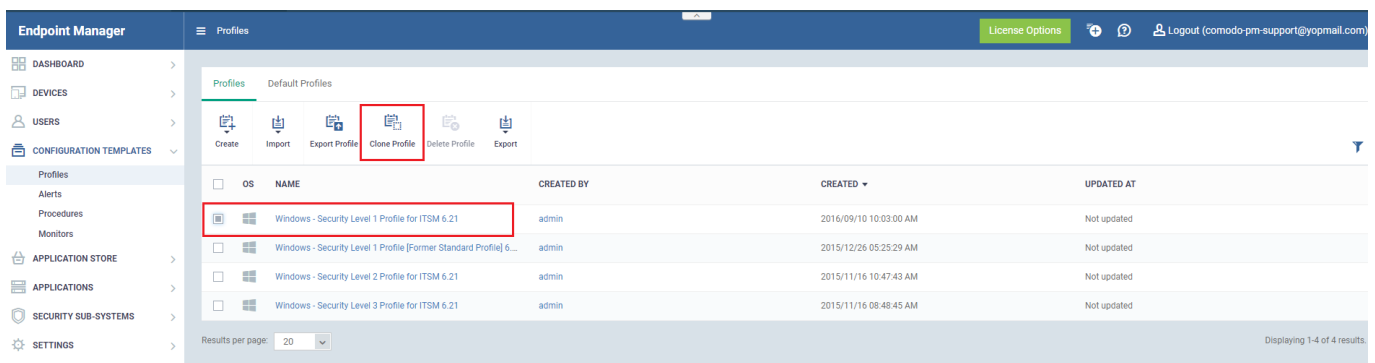 Endpoint Manager
Profiles
License Options
Logout (comodo-pm-support@yopmail.com)
DASHBOARD
DEVICES
USERS
CONFIGURATION TEMPLATES
Profiles
Alerts
Procedures
Monitors
APPLICATION STORE
APPLICATIONS
SECURITY SUB-SYSTEMS
SETTINGS
Profiles Default Profiles
Create Import Export Profile Clone Profile Delete Profile Export
OS NAME CREATED BY CREATED UPDATED AT
Windows - Security Level 1 Profile for ITSM 6.21 admin 2016/09/10 10:03:00 AM Not updated
Windows - Security Level 1 Profile [Former Standard Profile] 6.... admin 2015/12/26 05:25:29 AM Not updated
Windows - Security Level 2 Profile for ITSM 6.21 admin 2015/11/16 10:47:43 AM Not updated
Windows - Security Level 3 Profile for ITSM 6.21 admin 2015/11/16 08:48:45 AM Not updated
Results per page: 20 Displaying 1-4 of 4 results.